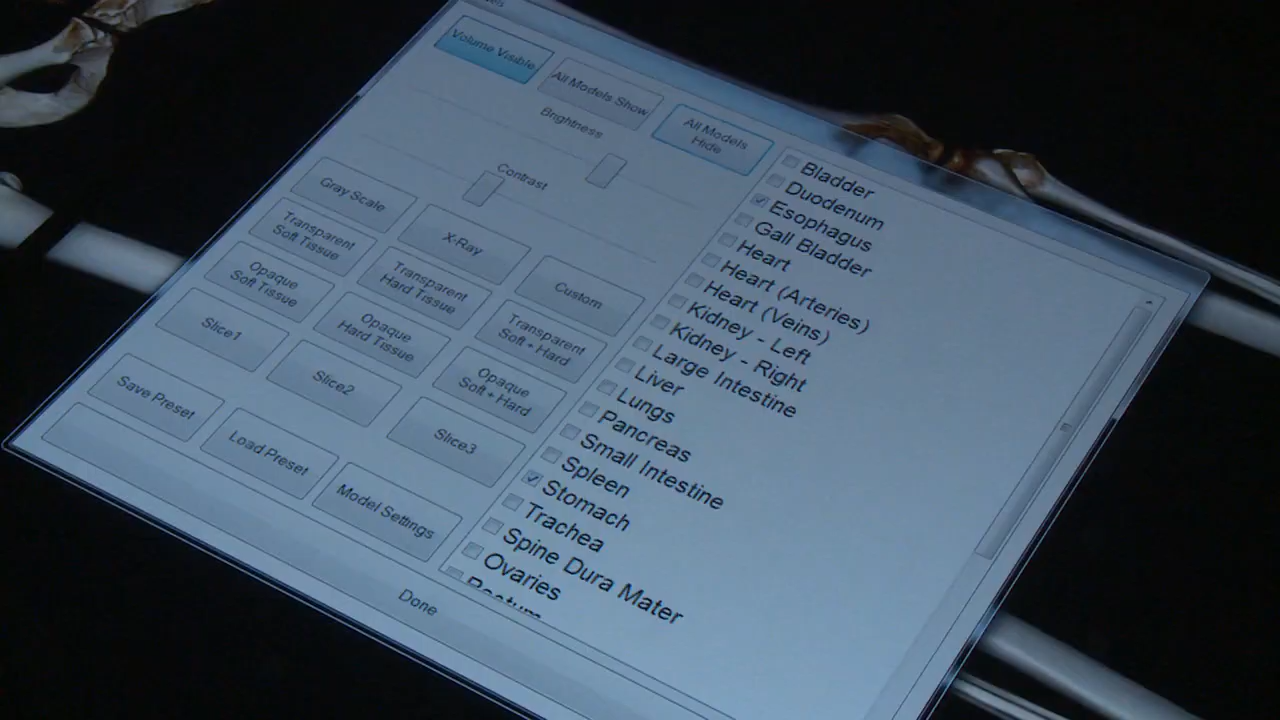 Volume Visible
All Models Show
All Models
Hide
Brightness
Contrast
Gray Scale
X-Ray
Custom
Transparent
Soft Tissue
Transparent
Hard Tissue
Transparent
Soft + Hard
Opaque
Soft Tissue
Opaque
Hard Tissue
Opaque
Soft + Hard
Slice1
Slice2
Slice3
Save Preset
Load Preset
Model Settings
Done
Bladder
Duodenum
Esophagus
Gall Bladder
Heart
Heart (Arteries)
Heart (Veins)
Kidney - Left
Kidney - Right
Large Intestine
Liver
Lungs
Pancreas
Small Intestine
Spleen
Stomach
Trachea
Spine Dura Mater
Ovaries
Rectum